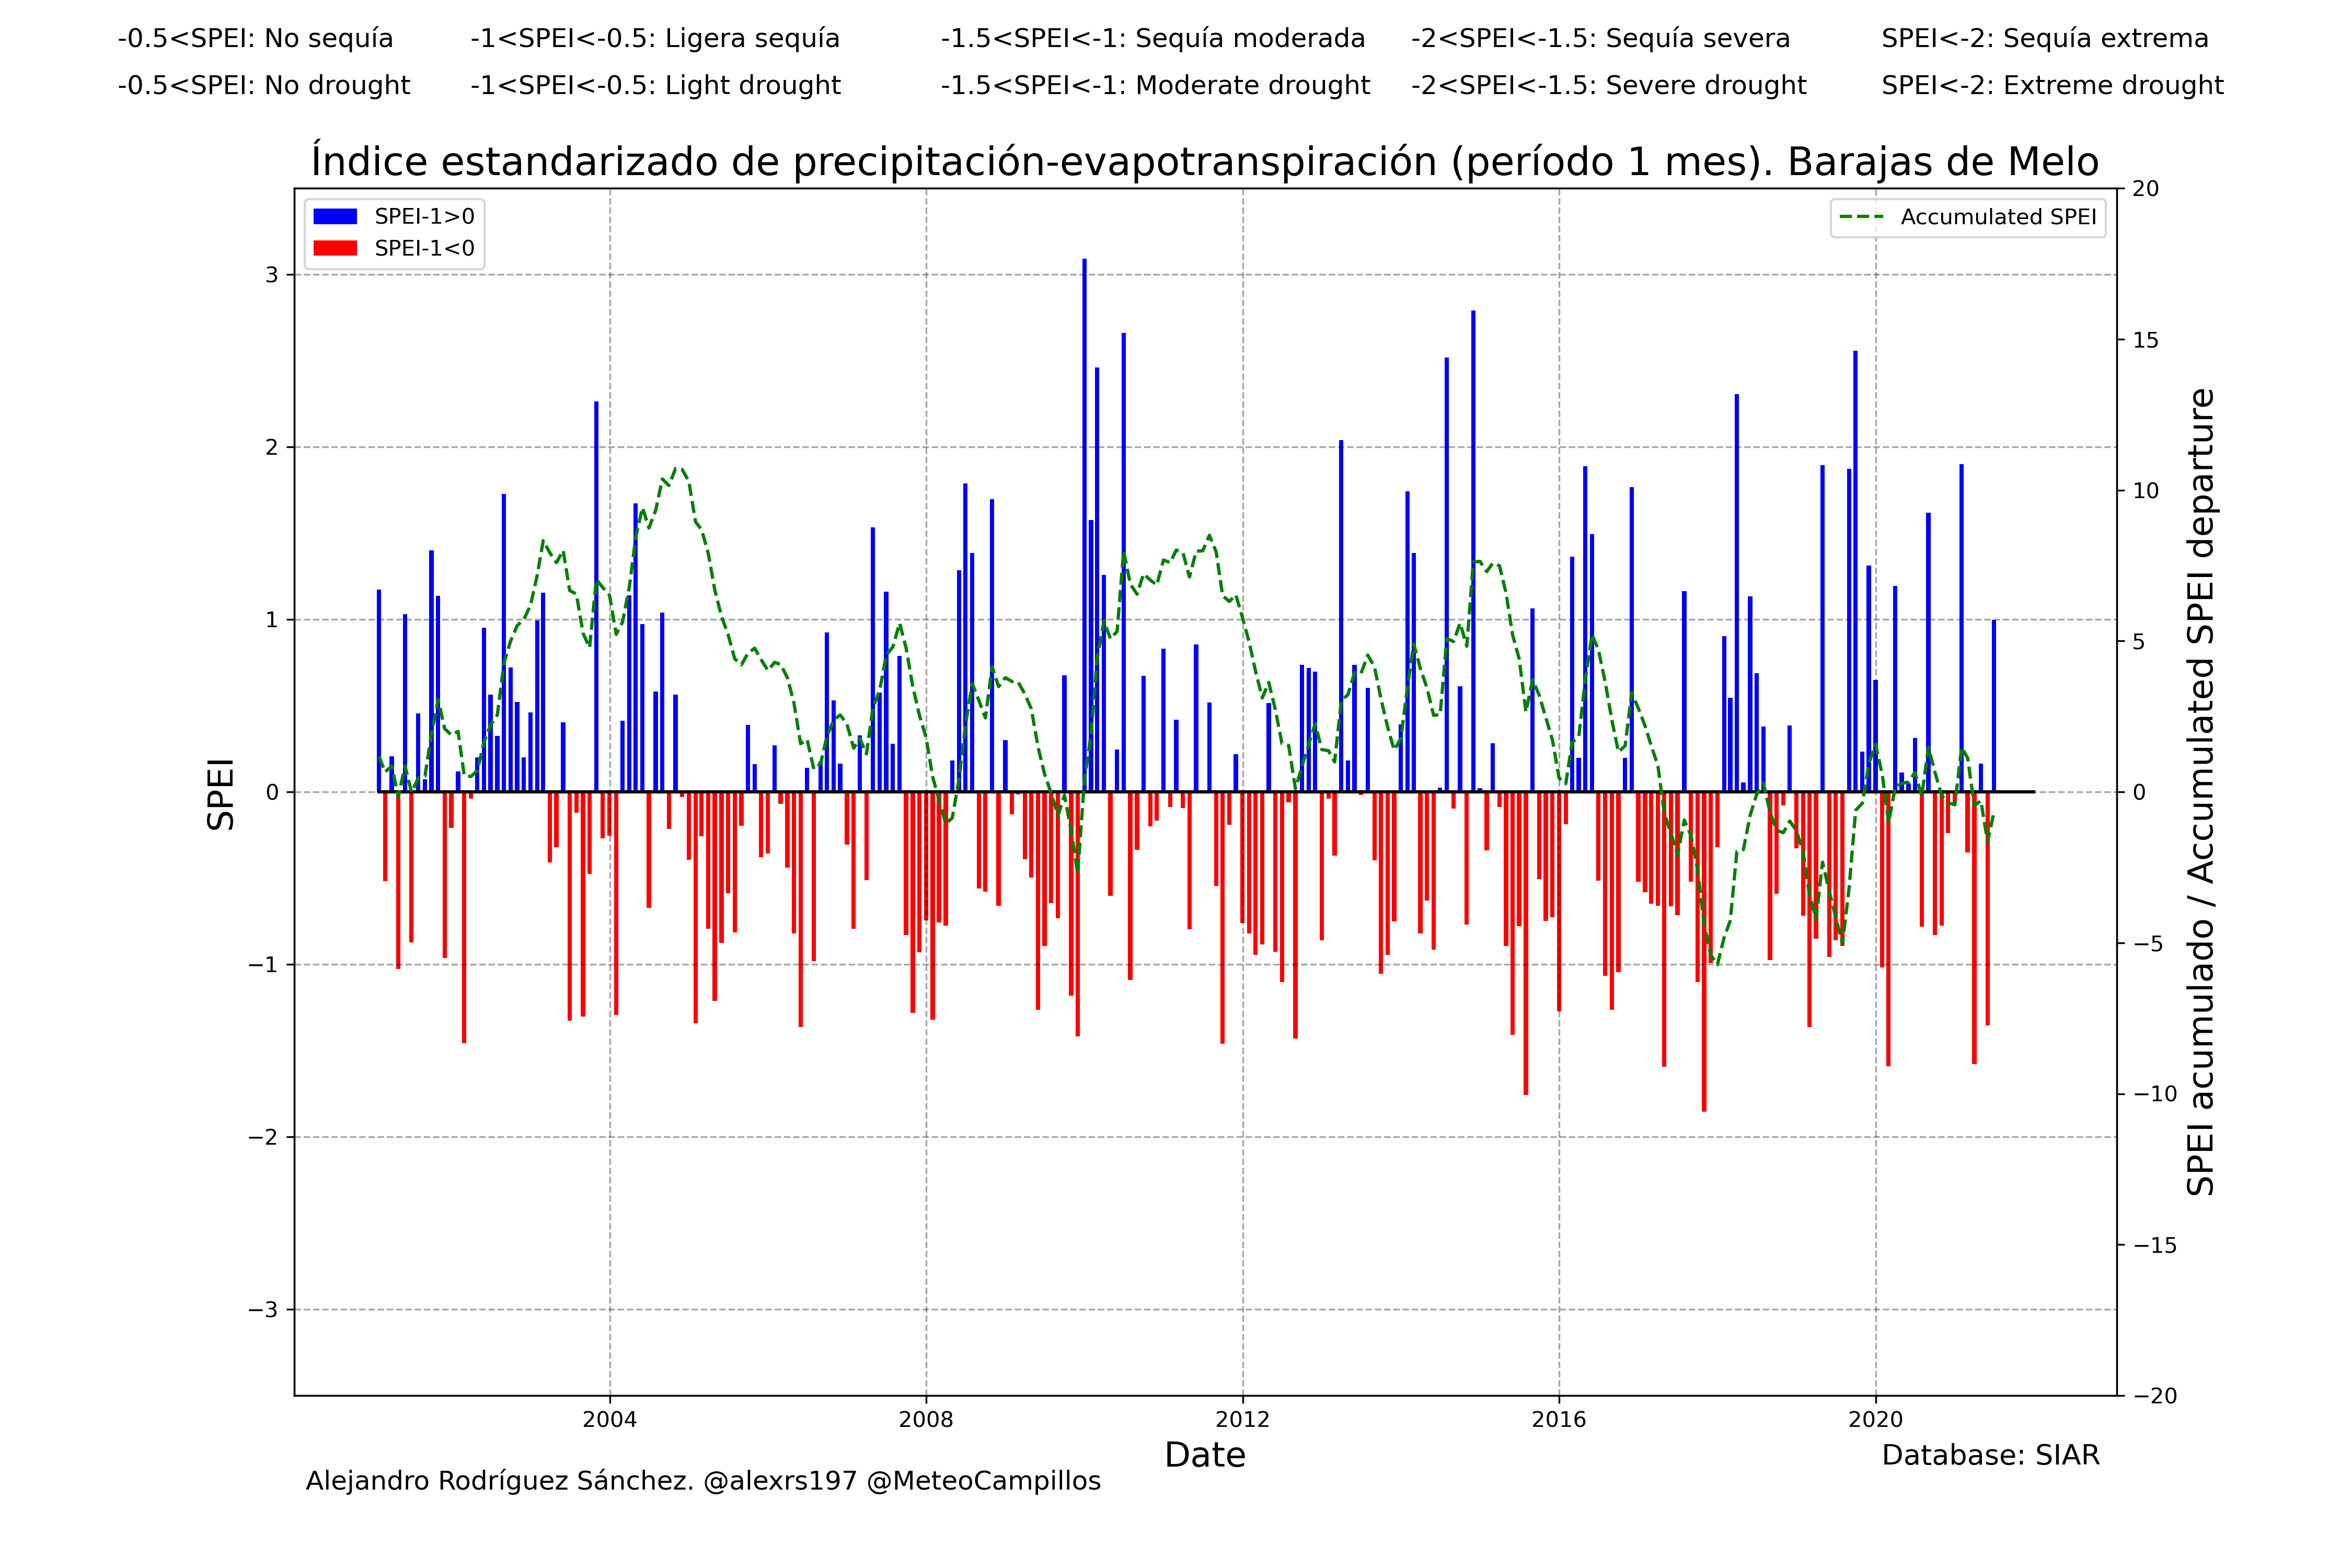 -0.5<SPEI: No sequía -1<SPEI<-0.5: Ligera sequía -1.5<SPEI<-1: Sequía moderada -2<SPEI<-1.5: Sequía severa SPEI<-2: Sequía extrema
-0.5<SPEI: No drought -1<SPEI<-0.5: Light drought -1.5<SPEI<-1: Moderate drought -2<SPEI<-1.5: Severe drought SPEI<-2: Extreme drought
Índice estandarizado de precipitación-evapotranspiración (período 1 mes). Barajas de Melo
SPEI-1>0
SPEI-1<0
Accumulated SPEI
SPEI
3
2
1
0
−1
−2
−3
20
15
10
5
0
−5
−10
−15
−20
SPEI acumulado / Accumulated SPEI departure
2004 2008 2012 2016 2020
Date
Database: SIAR
Alejandro Rodríguez Sánchez. @alexrs197 @MeteoCampillos